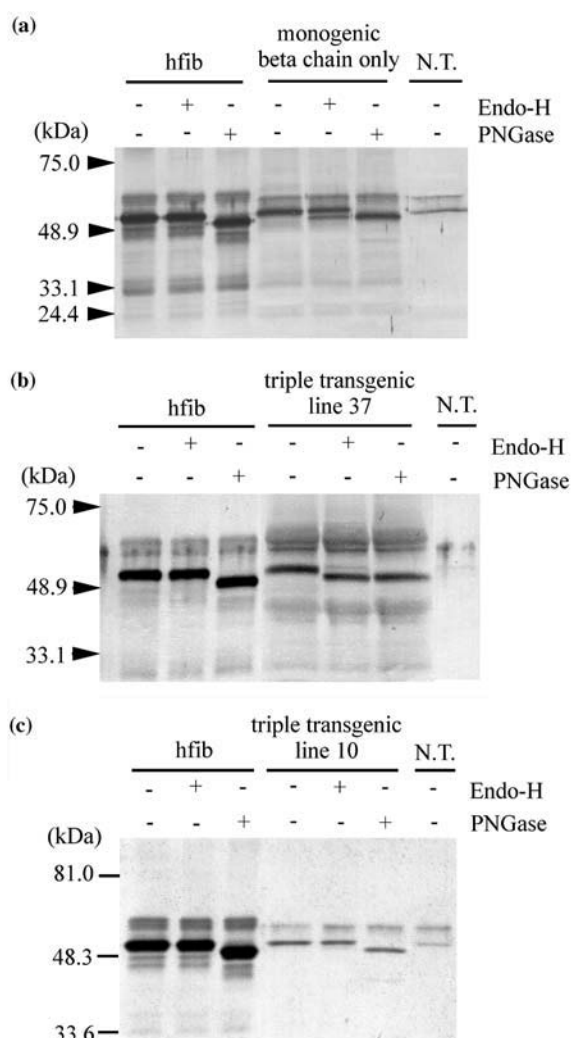 (a)
monogenic
hfib beta chain only N.T.
- + - - + - - Endo-H
(kDa) - - + - - + - PNGase
75.0
48.9
33.1
24.4
(b)
triple transgenic
hfib line 37 N.T.
- + - - + - - Endo-H
- - + - - + - PNGase
75.0
48.9
33.1
(c)
triple transgenic
hfib line 10 N.T.
- + - - + - - Endo-H
(kDa) - - + - - + - PNGase
81.0
48.3
33.6